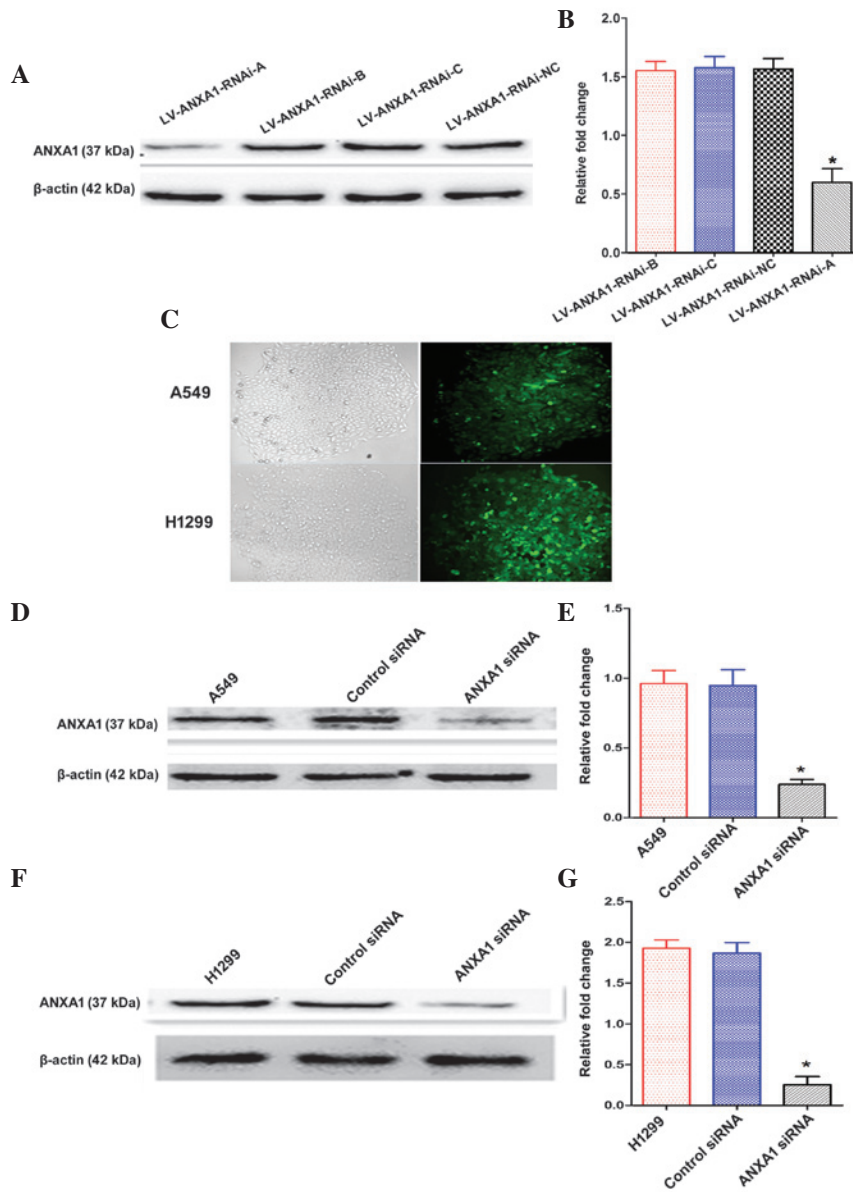 A
LV-ANXA1-RNAi-A
LV-ANXA1-RNAi-B
LV-ANXA1-RNAi-C
LV-ANXA1-RNAi-NC
ANXA1 (37 kDa)
β-actin (42 kDa)
B
Relative fold change
2.0
1.5
1.0
0.5
0.0
*
LV-ANXA1-RNAi-B
LV-ANXA1-RNAi-C
LV-ANXA1-RNAi-NC
LV-ANXA1-RNAi-A
C
A549
H1299
D
A549
Control siRNA
ANXA1 siRNA
ANXA1 (37 kDa)
β-actin (42 kDa)
E
Relative fold change
1.5
1.0
0.5
0.0
*
A549
Control siRNA
ANXA1 siRNA
F
H1299
Control siRNA
ANXA1 siRNA
ANXA1 (37 kDa)
β-actin (42 kDa)
G
Relative fold change
2.5
2.0
1.5
1.0
0.5
0.0
*
H1299
Control siRNA
ANXA1 siRNA